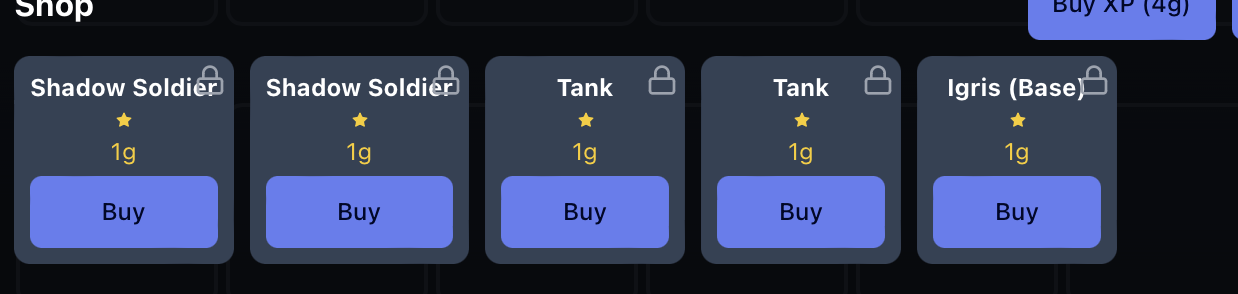 Shop
Buy XP (4g)
Shadow Soldier
1g
Buy
Shadow Soldier
1g
Buy
Tank
1g
Buy
Tank
1g
Buy
Igris (Base)
1g
Buy